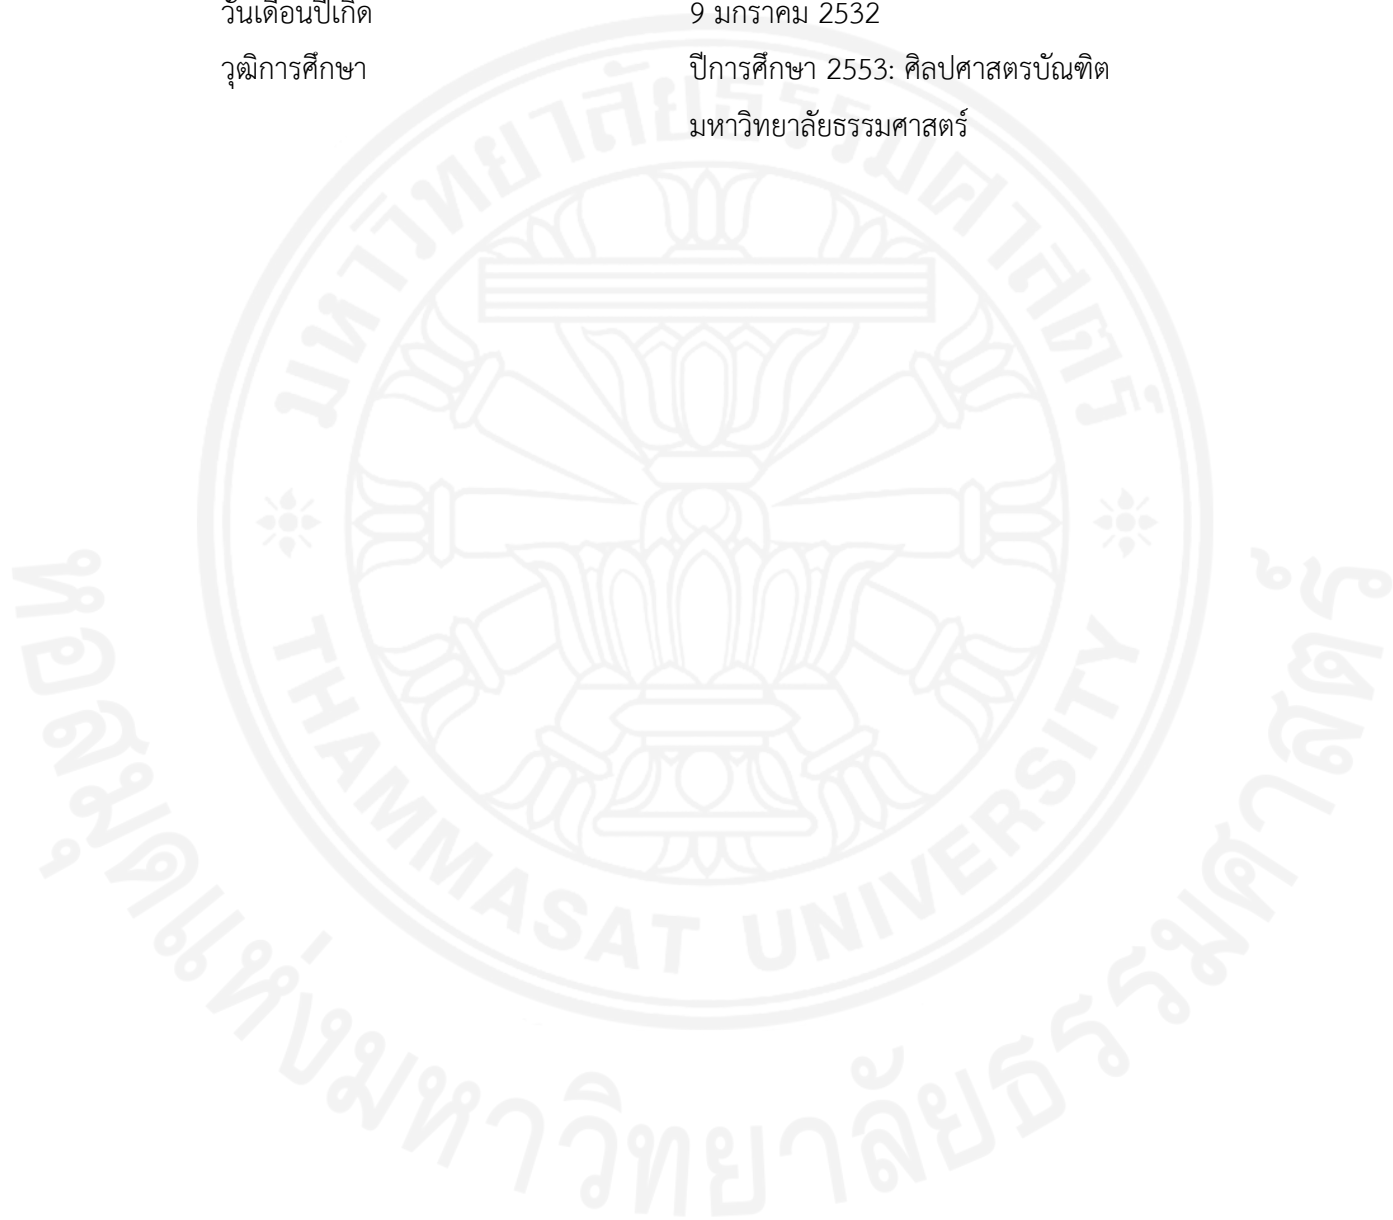 วันเดือนปีเกิด 9 มกราคม 2532
วุฒิการศึกษา ปีการศึกษา 2553: ศิลปศาสตรบัณฑิต
มหาวิทยาลัยธรรมศาสตร์
มหาวิทยาลัยธรรมศาสตร์
THAMMASAT UNIVERSITY
หอสมุดแห่งมหาวิทยาลัยธรรมศาสตร์